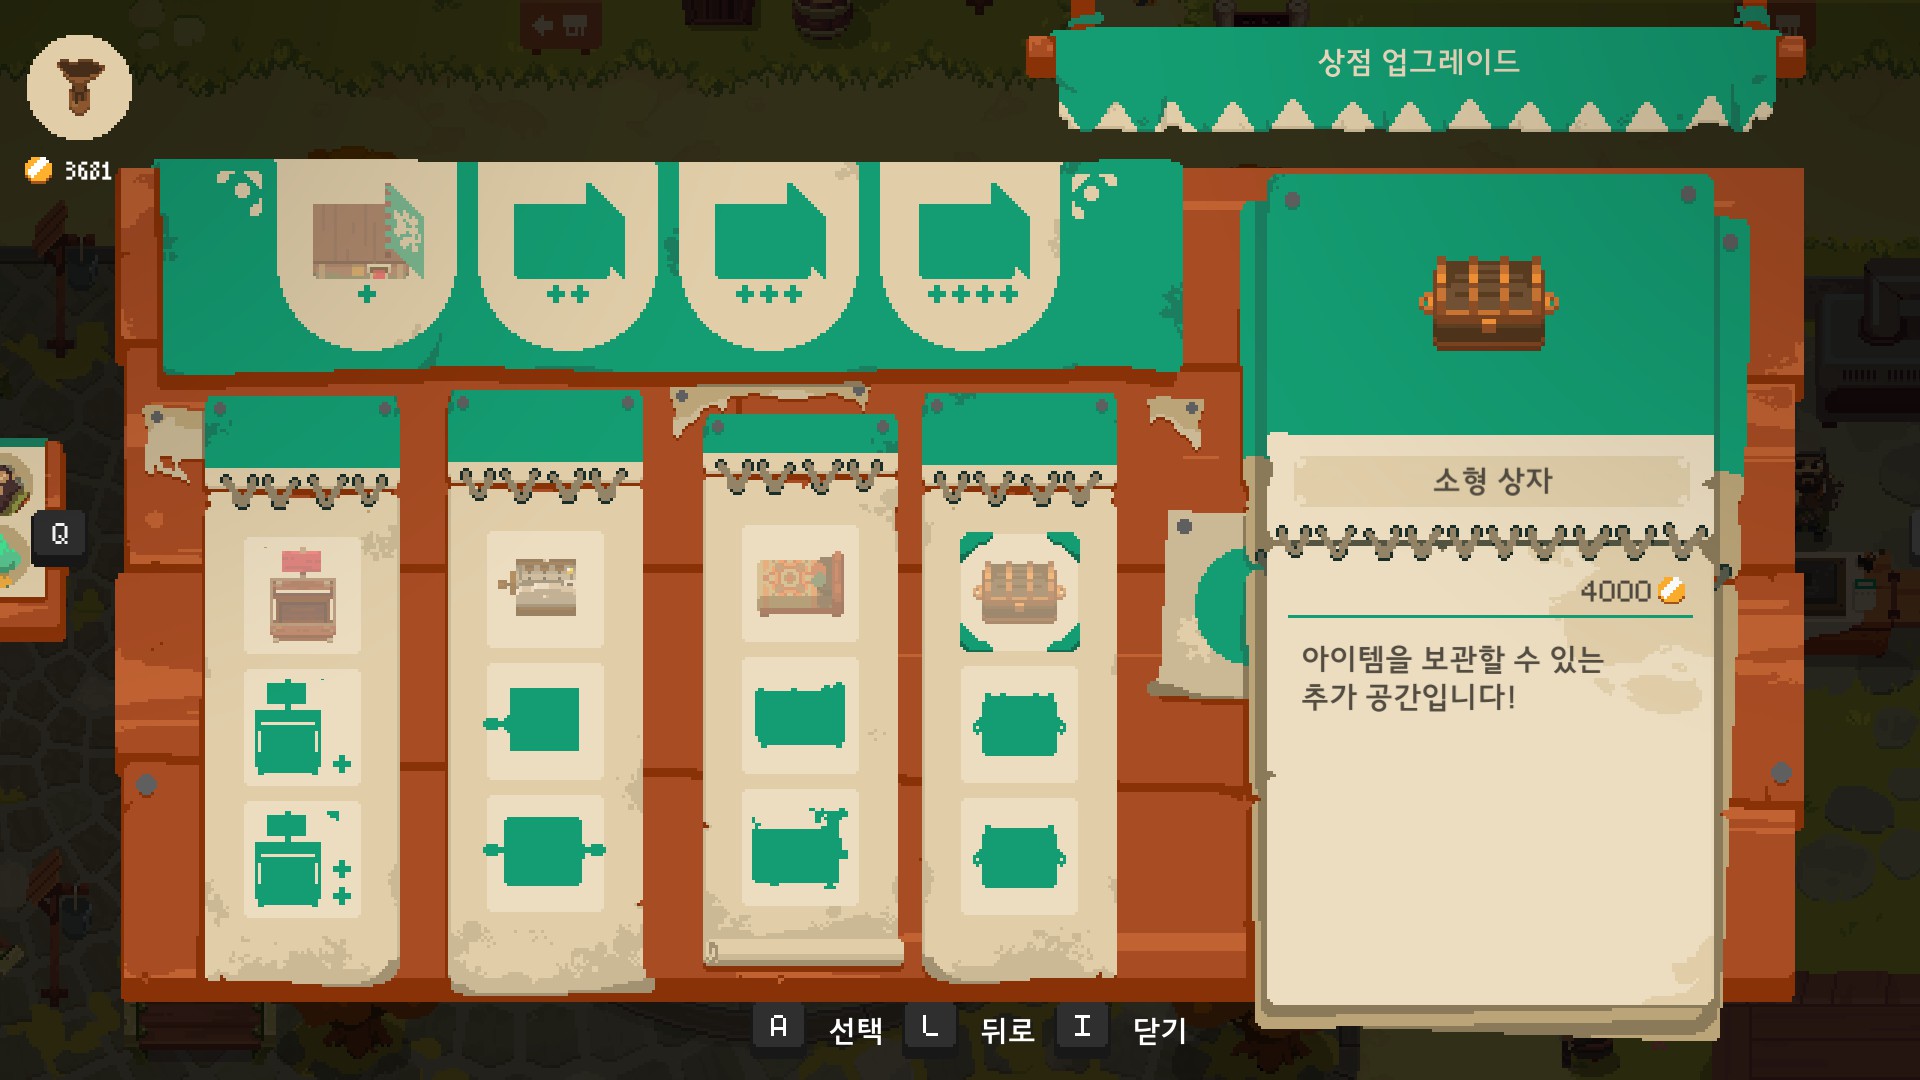 상점 업그레이드
3681
소형 상자
4000
아이템을 보관할 수 있는
추가 공간입니다!
Q
A 선택 L 뒤로 I 닫기